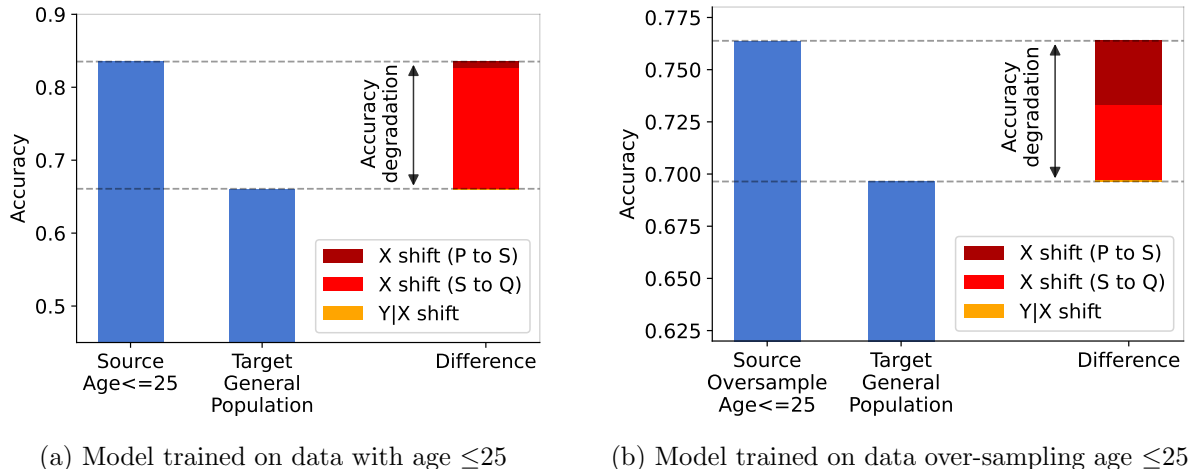 0.9
0.8
0.7
0.6
0.5
Accuracy
Accuracy
degradation
X shift (P to S)
X shift (S to Q)
Y|X shift
Source
Age<=25
Target
General
Population
Difference
(a) Model trained on data with age ≤25
0.775
0.750
0.725
0.700
0.675
0.650
0.625
Accuracy
Accuracy
degradation
X shift (P to S)
X shift (S to Q)
Y|X shift
Source
Oversample
Age<=25
Target
General
Population
Difference
(b) Model trained on data over-sampling age ≤25